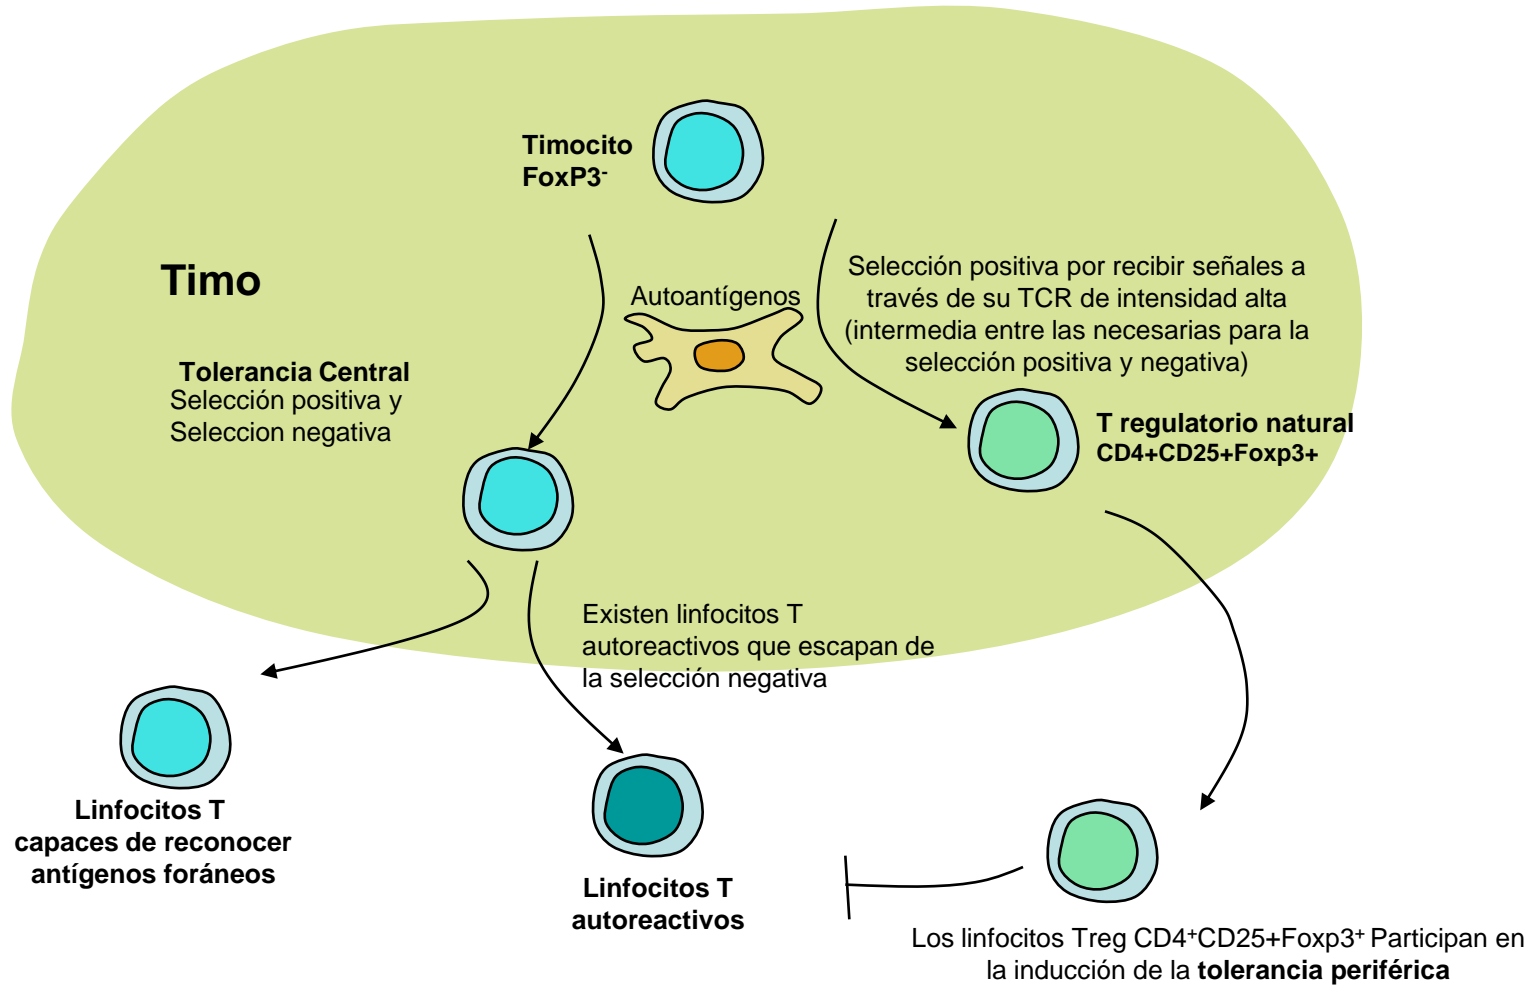 Timocito
FoxP3⁻
Timo
Autoantígenos
Selección positiva por recibir señales a
través de su TCR de intensidad alta
(intermedia entre las necesarias para la
selección positiva y negativa)
Tolerancia Central
Selección positiva y
Seleccion negativa
T regulatorio natural
CD4+CD25+Foxp3+
Existen linfocitos T
autoreactivos que escapan de
la selección negativa
Linfocitos T
capaces de reconocer
antígenos foráneos
Linfocitos T
autoreactivos
Los linfocitos Treg CD4⁺CD25+Foxp3⁺ Participan en
la inducción de la tolerancia periférica